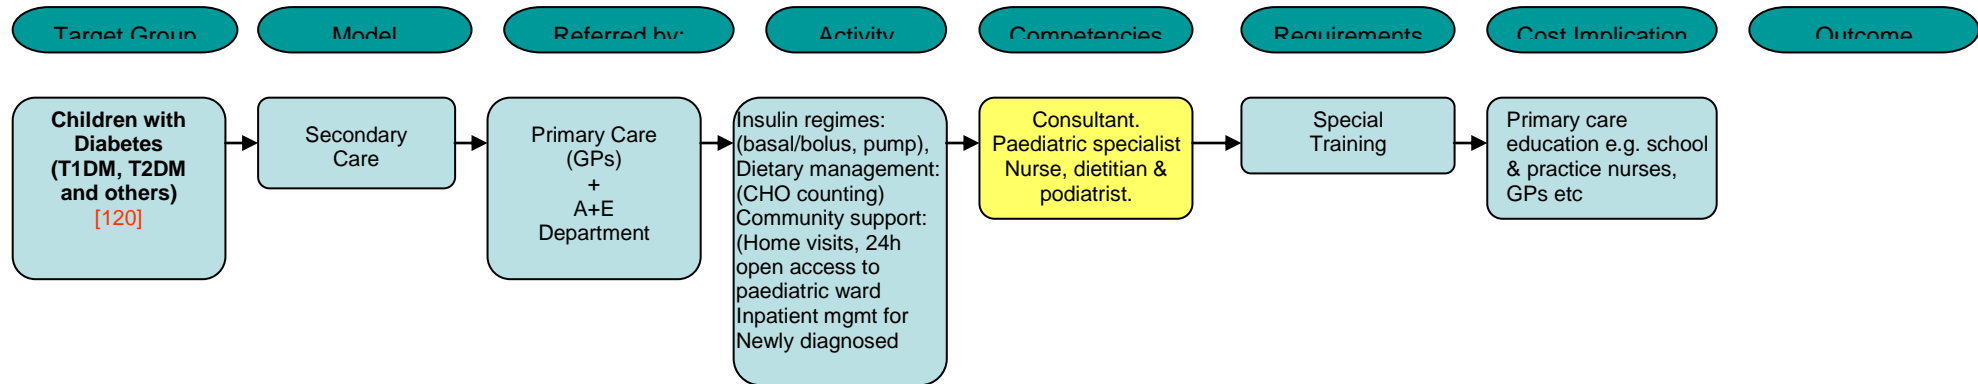 Target Group
Model
Referred by:
Activity
Competencies
Requirements
Cost Implication
Outcome
Children with
Diabetes
(T1DM, T2DM
and others)
[120]
Secondary
Care
Primary Care
(GPs)
+
A+E
Department
Insulin regimes:
(basal/bolus, pump),
Dietary management:
(CHO counting)
Community support:
(Home visits, 24h
open access to
paediatric ward
Inpatient mgmt for
Newly diagnosed
Consultant.
Paediatric specialist
Nurse, dietitian &
podiatrist.
Special
Training
Primary care
education e.g. school
& practice nurses,
GPs etc